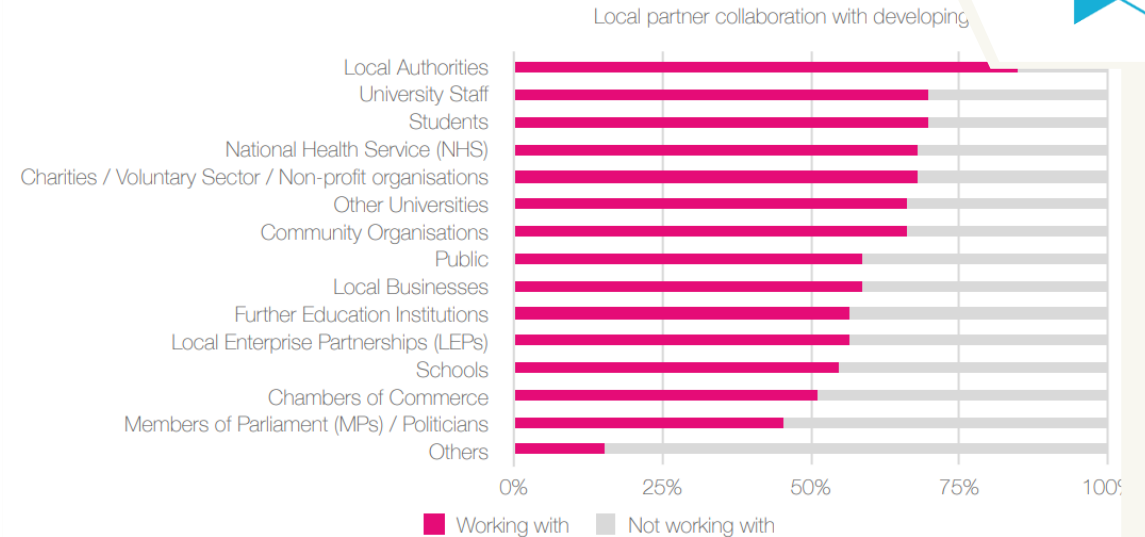 Local partner collaboration with developing
Local Authorities
University Staff
Students
National Health Service (NHS)
Charities / Voluntary Sector / Non-profit organisations
Other Universities
Community Organisations
Public
Local Businesses
Further Education Institutions
Local Enterprise Partnerships (LEPs)
Schools
Chambers of Commerce
Members of Parliament (MPs) / Politicians
Others
0% 25% 50% 75% 100%
Working with Not working with